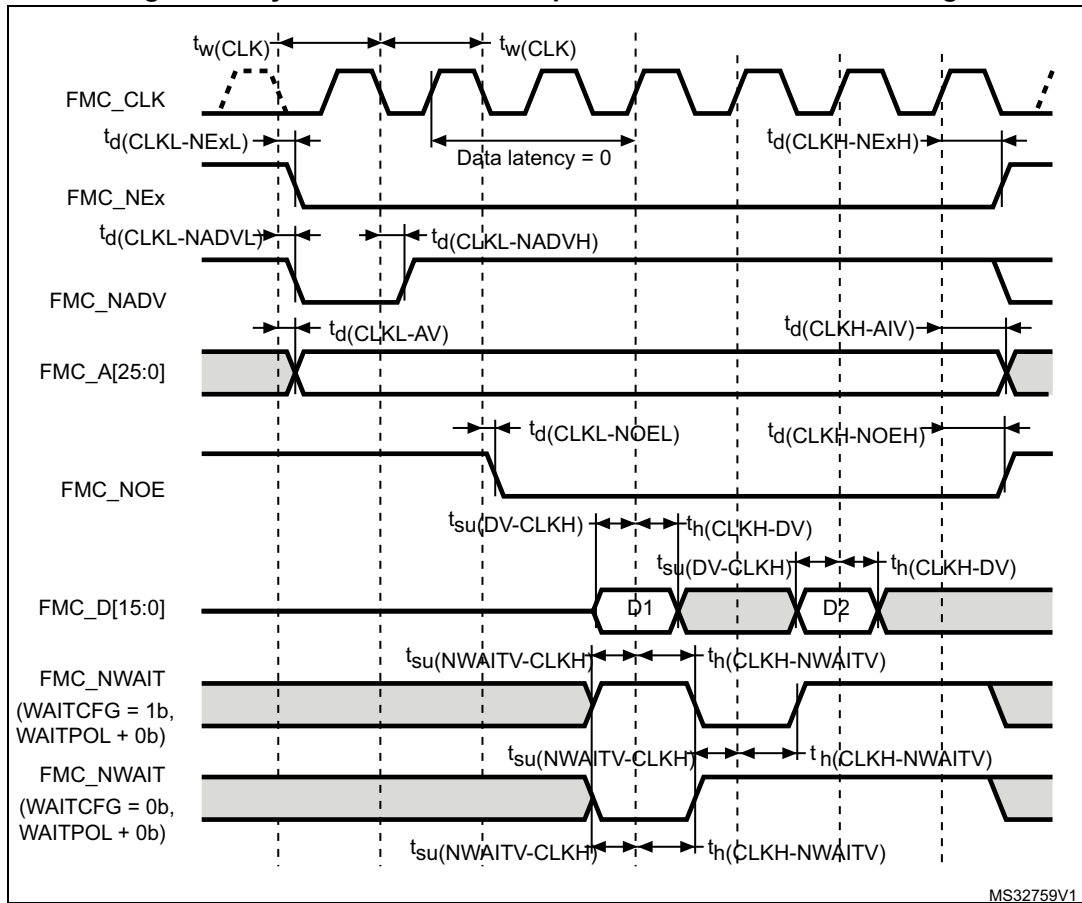 tw(CLK) tw(CLK)
FMC_CLK
td(CLKL-NExL) Data latency = 0 td(CLKH-NExH)
FMC_NEx
td(CLKL-NADVL) td(CLKL-NADVH)
FMC_NADV
td(CLKL-AV) td(CLKH-AIV)
FMC_A[25:0]
td(CLKL-NOEL) td(CLKH-NOEH)
FMC_NOE
tsu(DV-CLKH) th(CLKH-DV)
tsu(DV-CLKH) th(CLKH-DV)
FMC_D[15:0] D1 D2
tsu(NWAITV-CLKH) th(CLKH-NWAITV)
FMC_NWAIT
(WAITCFG = 1b,
WAITPOL + 0b)
tsu(NWAITV-CLKH) th(CLKH-NWAITV)
FMC_NWAIT
(WAITCFG = 0b,
WAITPOL + 0b)
tsu(NWAITV-CLKH) th(CLKH-NWAITV)
MS32759V1